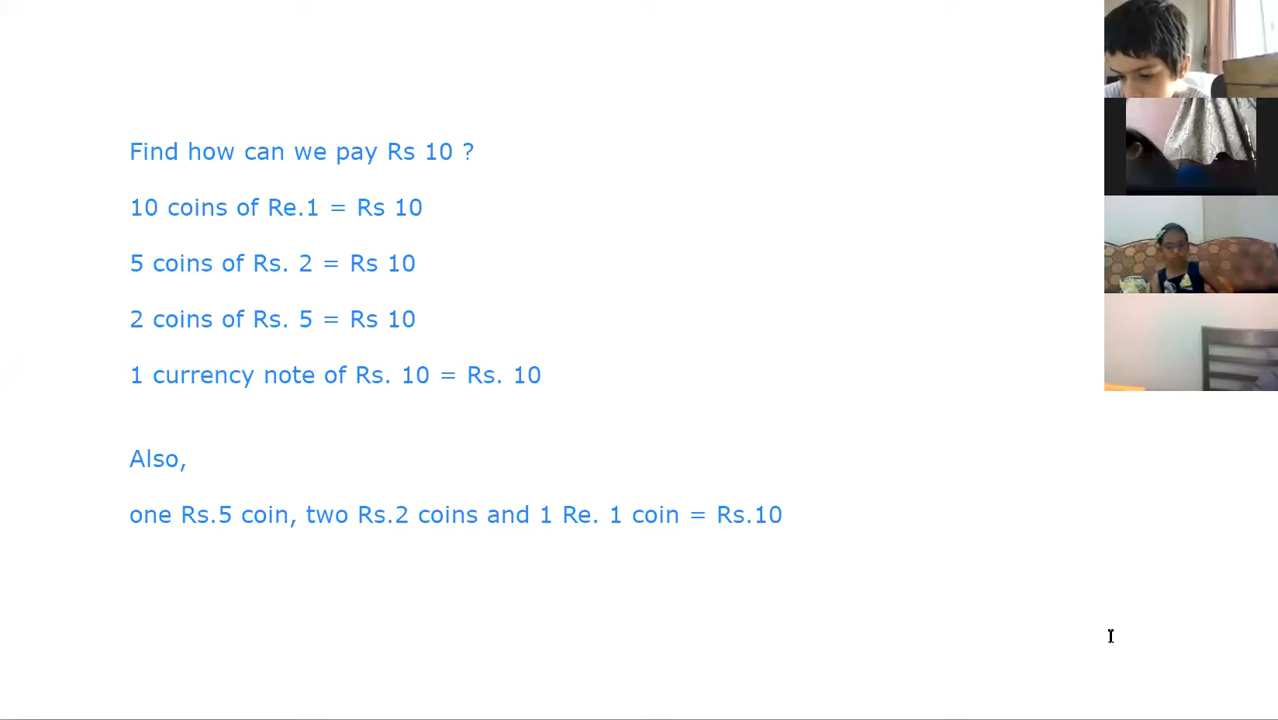 Find how can we pay Rs 10 ?
10 coins of Re.1 = Rs 10
5 coins of Rs. 2 = Rs 10
2 coins of Rs. 5 = Rs 10
1 currency note of Rs. 10 = Rs. 10
Also,
one Rs.5 coin, two Rs.2 coins and 1 Re. 1 coin = Rs.10